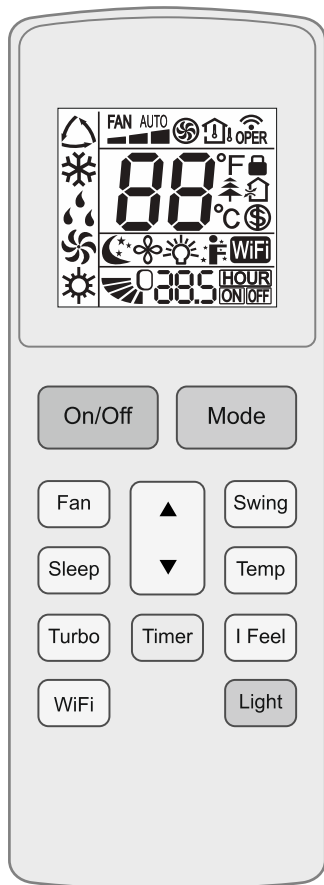 FAN AUTO
OPER
88 °F
°C $
WiFi
038.5 HOUR
ON OFF
On/Off Mode
Fan ▲ Swing
Sleep ▼ Temp
Turbo Timer I Feel
WiFi Light